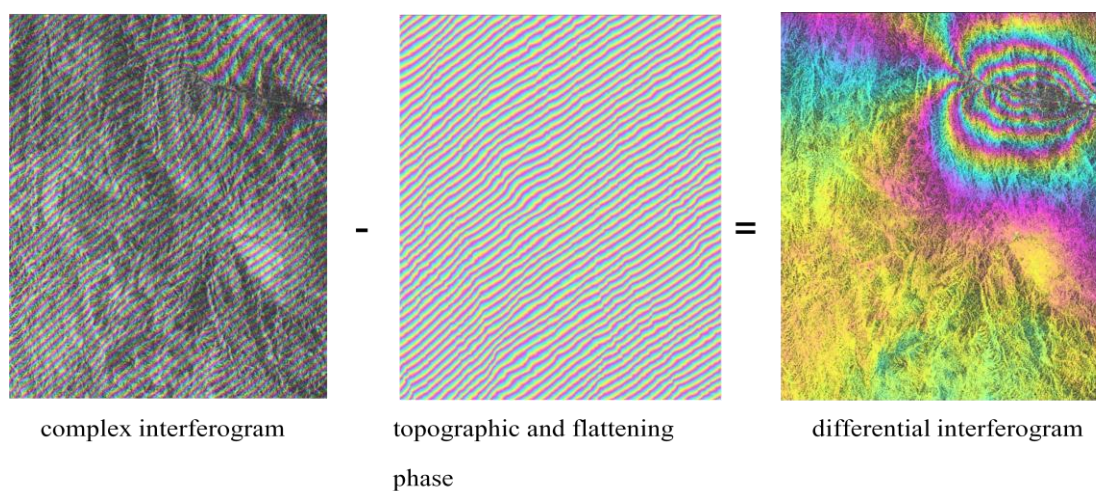 -
=
complex interferogram
topographic and flattening
differential interferogram
phase